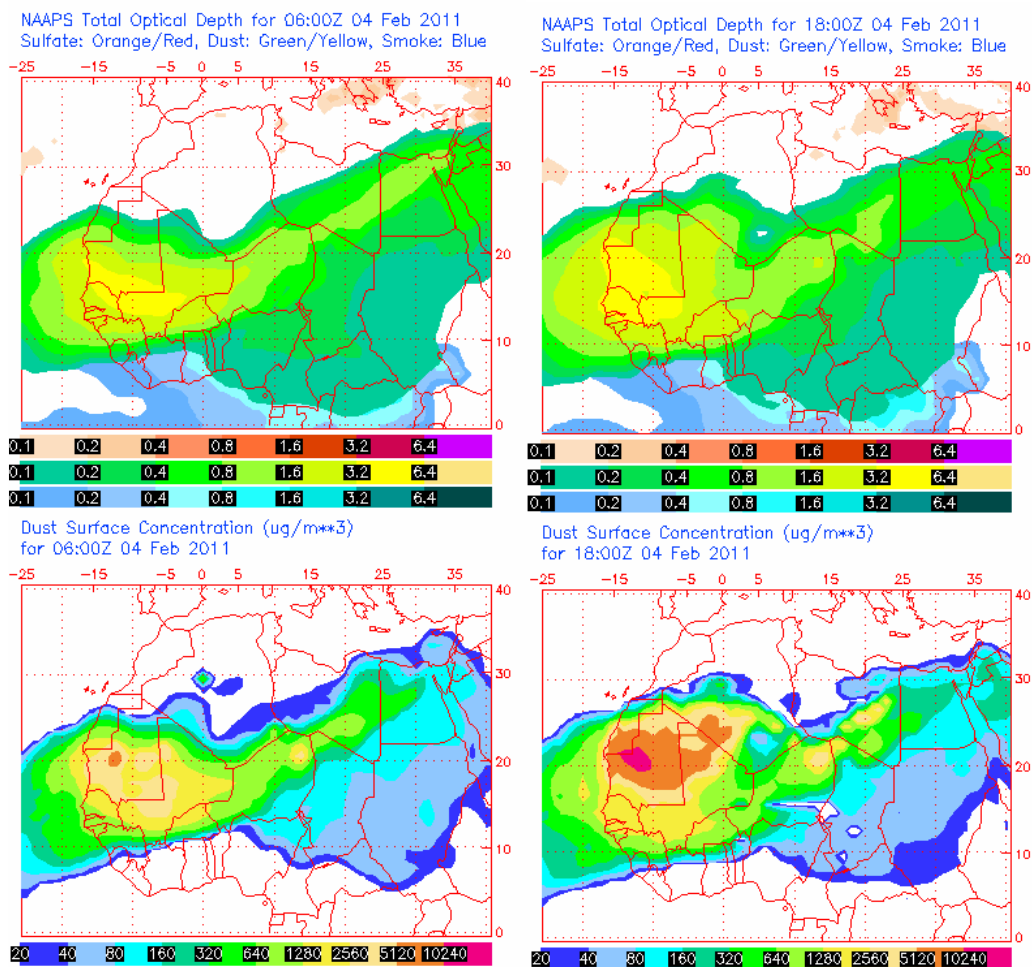 NAAPS Total Optical Depth for 06:00Z 04 Feb 2011
Sulfate: Orange/Red, Dust: Green/Yellow, Smoke: Blue
-25 -15 -5 0 5 15 25 35
40
30
20
10
0
0.1 0.2 0.4 0.8 1.6 3.2 6.4
0.1 0.2 0.4 0.8 1.6 3.2 6.4
0.1 0.2 0.4 0.8 1.6 3.2 6.4
NAAPS Total Optical Depth for 18:00Z 04 Feb 2011
Sulfate: Orange/Red, Dust: Green/Yellow, Smoke: Blue
-25 -15 -5 0 5 15 25 35
40
30
20
10
0
0.1 0.2 0.4 0.8 1.6 3.2 6.4
0.1 0.2 0.4 0.8 1.6 3.2 6.4
0.1 0.2 0.4 0.8 1.6 3.2 6.4
Dust Surface Concentration (ug/m**3)
for 06:00Z 04 Feb 2011
-25 -15 -5 0 5 15 25 35
40
30
20
10
0
20 40 80 160 320 640 1280 2560 5120 10240
Dust Surface Concentration (ug/m**3)
for 18:00Z 04 Feb 2011
-25 -15 -5 0 5 15 25 35
40
30
20
10
0
20 40 80 160 320 640 1280 2560 5120 10240